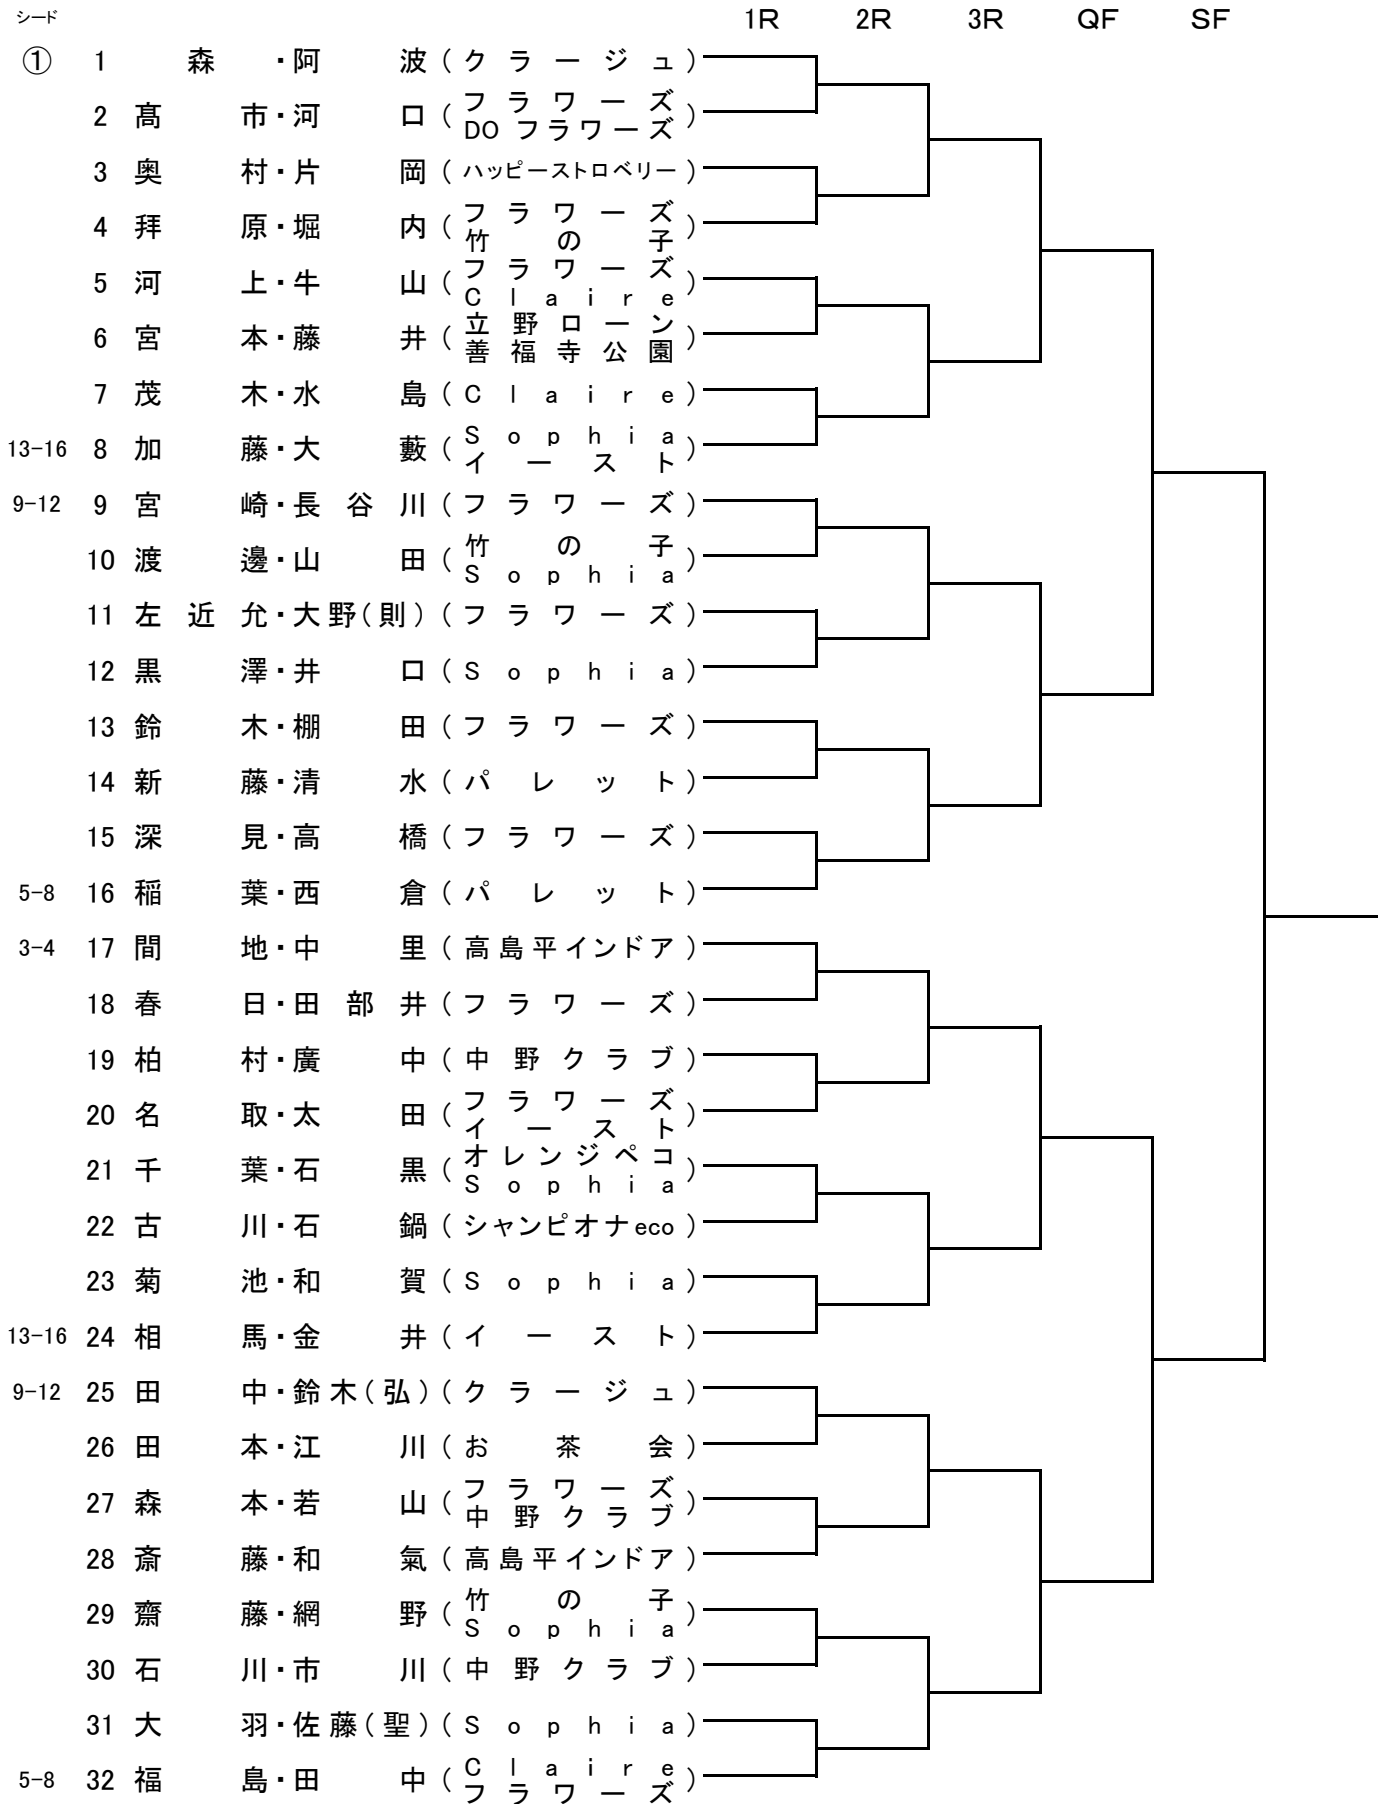 シード 1R 2R 3R QF SF
① 1 森・阿波(クラージュ)
2 髙市・河口(フラワーズ
DOフラワーズ)
3 奥村・片岡(ハッピーストロベリー)
4 拜原・堀内(フラワーズ
竹の子)
5 河上・牛山(フラワーズ
Claire)
6 宮本・藤井(立野ローン
善福寺公園)
7 茂木・水島(Claire)
13-16 8 加藤・大藪(Sophia
イースト)
9-12 9 宮崎・長谷川(フラワーズ)
10 渡邊・山田(竹の子
Sophia)
11 左近允・大野(則)(フラワーズ)
12 黒澤・井口(Sophia)
13 鈴木・棚田(フラワーズ)
14 新藤・清水(パレット)
15 深見・高橋(フラワーズ)
5-8 16 稲葉・西倉(パレット)
3-4 17 間地・中里(高島平インドア)
18 春日・田部井(フラワーズ)
19 柏村・廣中(中野クラブ)
20 名取・太田(フラワーズ
イースト)
21 千葉・石黒(オレンジペコ
Sophia)
22 古川・石鍋(シャンピオナeco)
23 菊池・和賀(Sophia)
13-16 24 相馬・金井(イースト)
9-12 25 田中・鈴木(弘)(クラージュ)
26 田本・江川(お茶会)
27 森本・若山(フラワーズ
中野クラブ)
28 斎藤・和氣(高島平インドア)
29 齋藤・網野(竹の子
Sophia)
30 石川・市川(中野クラブ)
31 大羽・佐藤(聖)(Sophia)
5-8 32 福島・田中(Claire
フラワーズ)